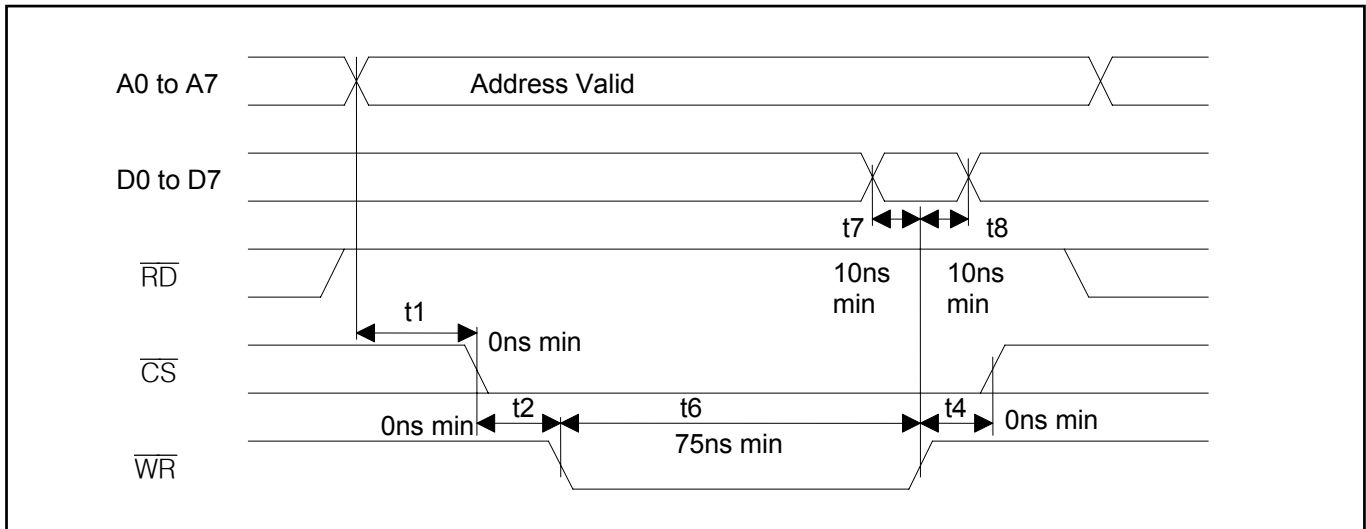 A0 to A7
Address Valid
D0 to D7
t7
t8
RD
10ns
min
10ns
min
t1
0ns min
CS
t2
t6
t4
0ns min
0ns min
75ns min
WR